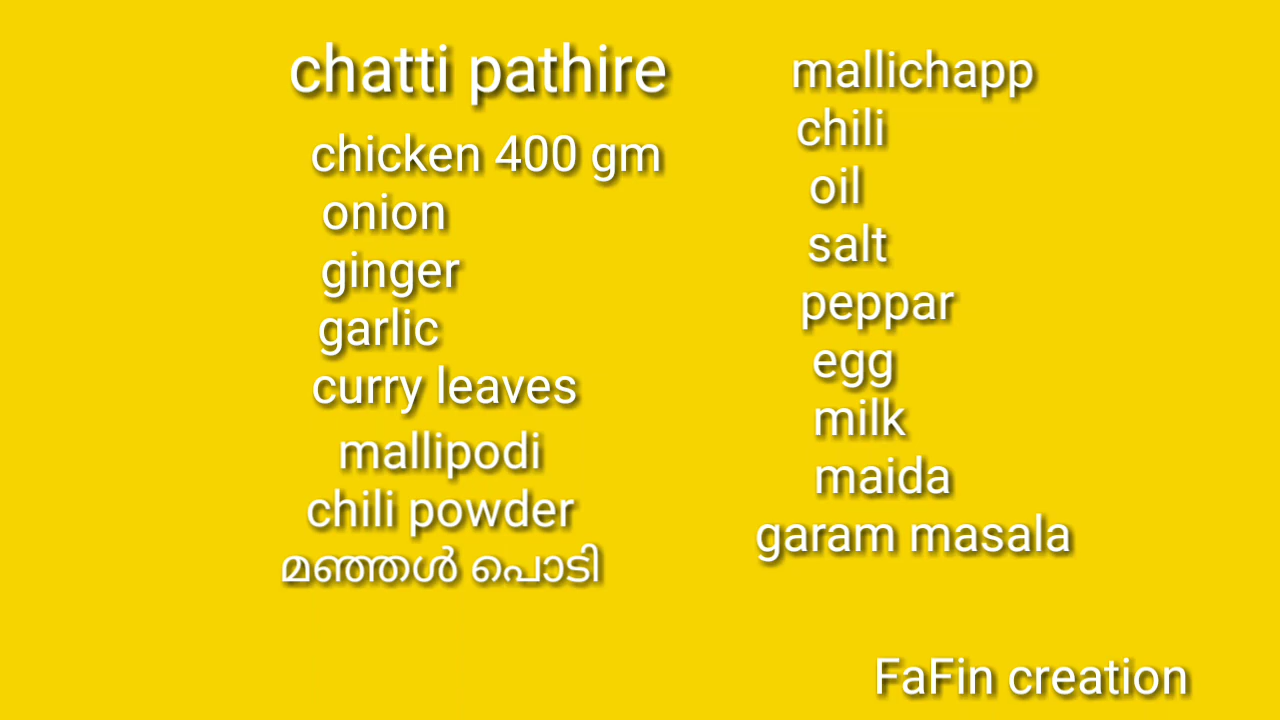 chatti pathire
chicken 400 gm
onion
ginger
garlic
curry leaves
mallipodi
chili powder
മഞ്ഞൾ പൊടി
mallichapp
chili
oil
salt
peppar
egg
milk
maida
garam masala
FaFin creation